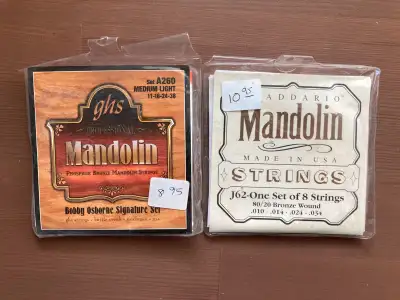 Set A260
MEDIUM LIGHT
ghs
PROFESSIONAL
Mandolin
PHOSPHOR BRONZE MANDOLIN STRINGS
8 95
Bobby Osborne Signature Set
10 95
ADDARIO
Mandolin
MADE IN USA
STRINGS
J62-One Set of 8 Strings
80/20 Bronze Wound
.010 .014 .024 .034